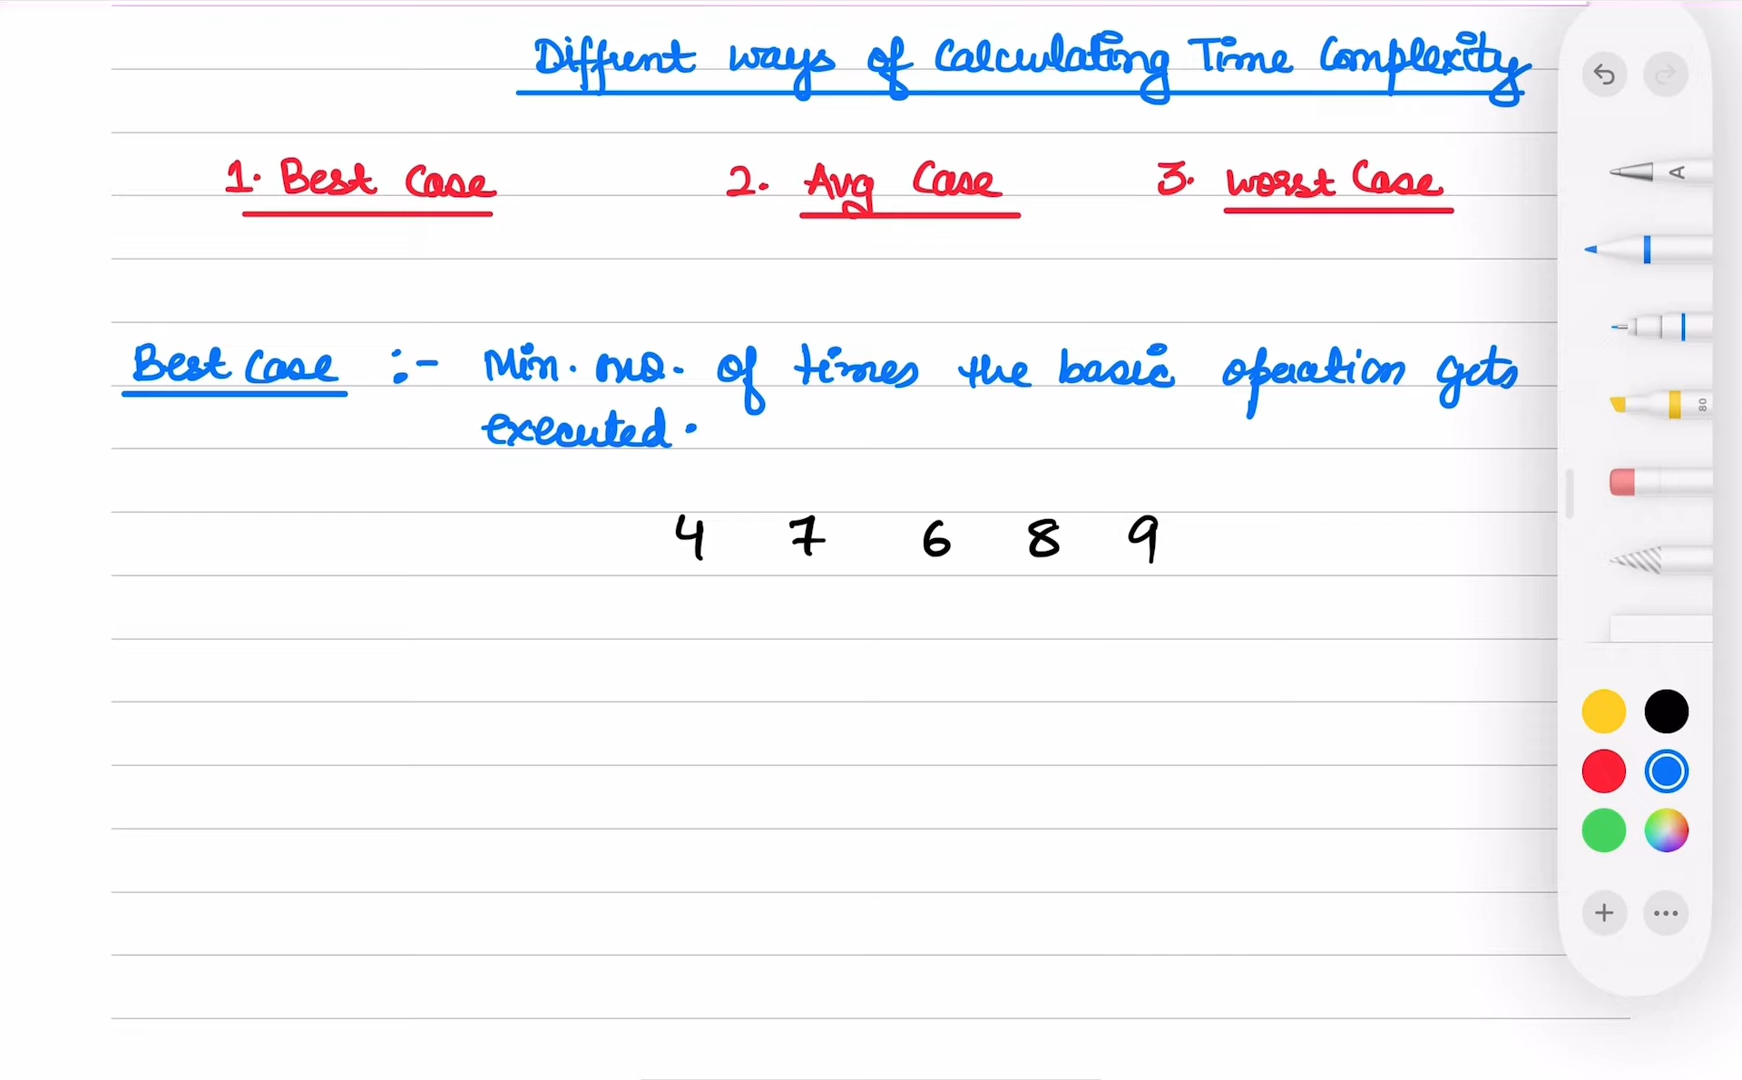 Diffrent ways of Calculating Time Complexity
1. Best Case 2. Avg Case 3. Worst Case
Best Case :- Min. no. of times the basic operation gets
executed.
4 7 6 8 9
A
80